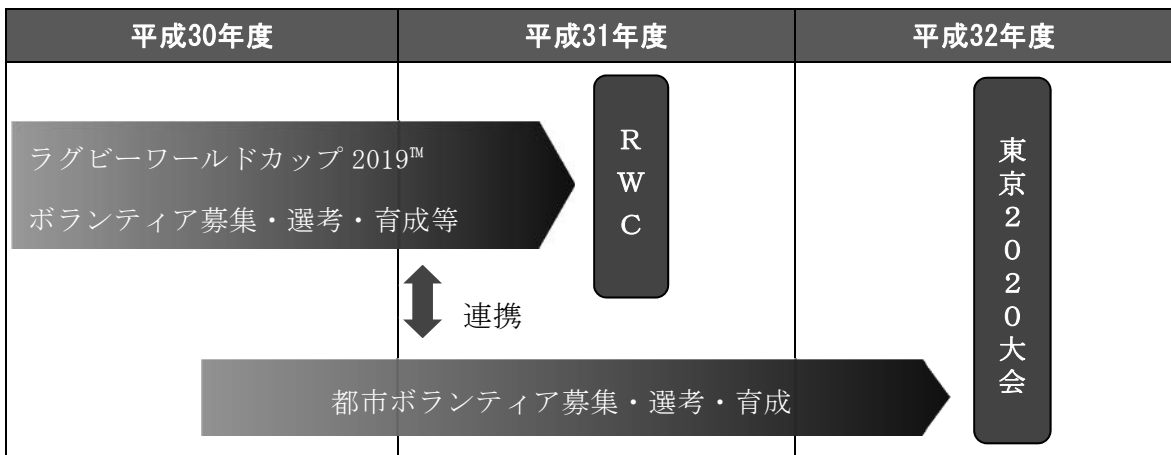 平成30年度
平成31年度
平成32年度
ラグビーワールドカップ 2019™
ボランティア募集・選考・育成等
RWC
連携
都市ボランティア募集・選考・育成
東京2020大会